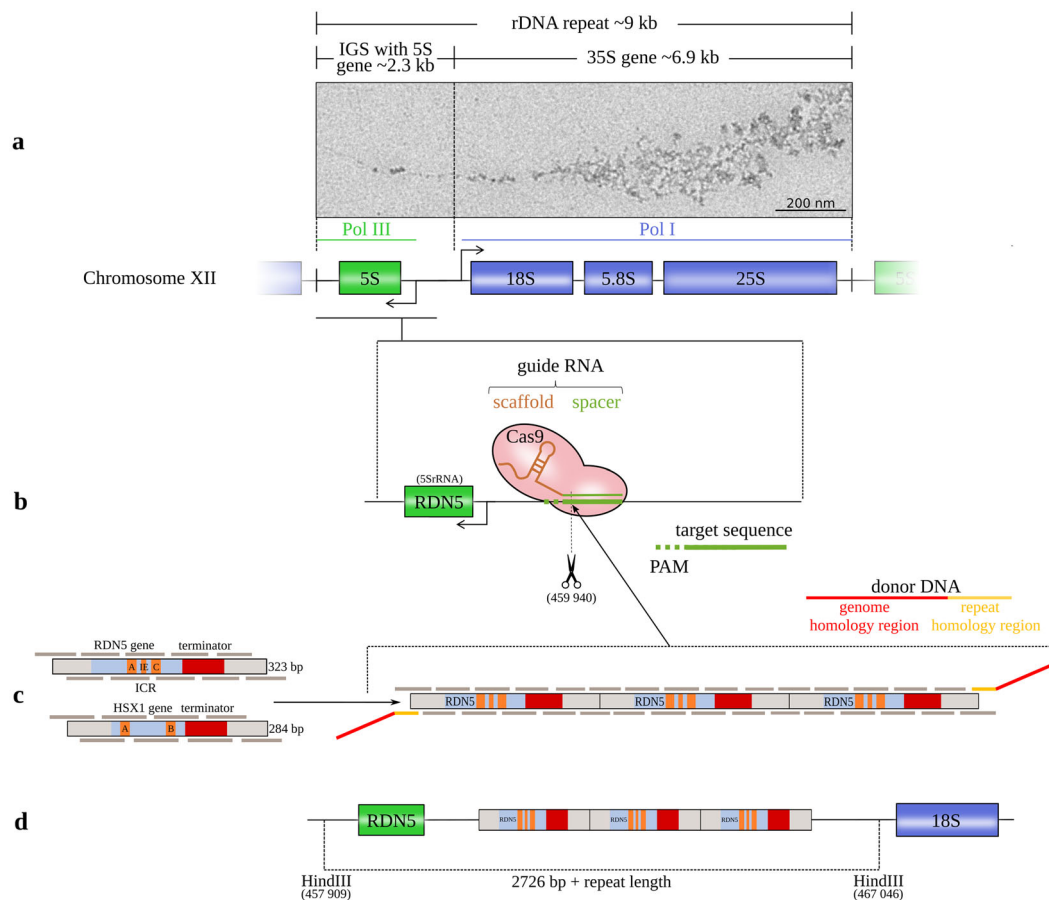 rDNA repeat ~9 kb
IGS with 5S
gene ~2.3 kb
35S gene ~6.9 kb
a
200 nm
Pol III
Pol I
Chromosome XII
5S
18S
5.8S
25S
5S
guide RNA
scaffold
spacer
Cas9
(5SrRNA)
b
RDN5
target sequence
PAM
(459 940)
donor DNA
genome
homology region
repeat
homology region
RDN5 gene
terminator
A
IE
C
323 bp
ICR
c
HSX1 gene
terminator
A
B
284 bp
RDN5
RDN5
RDN5
d
RDN5
RDN5
RDN5
RDN5
18S
HindIII
(457 909)
2726 bp + repeat length
HindIII
(467 046)